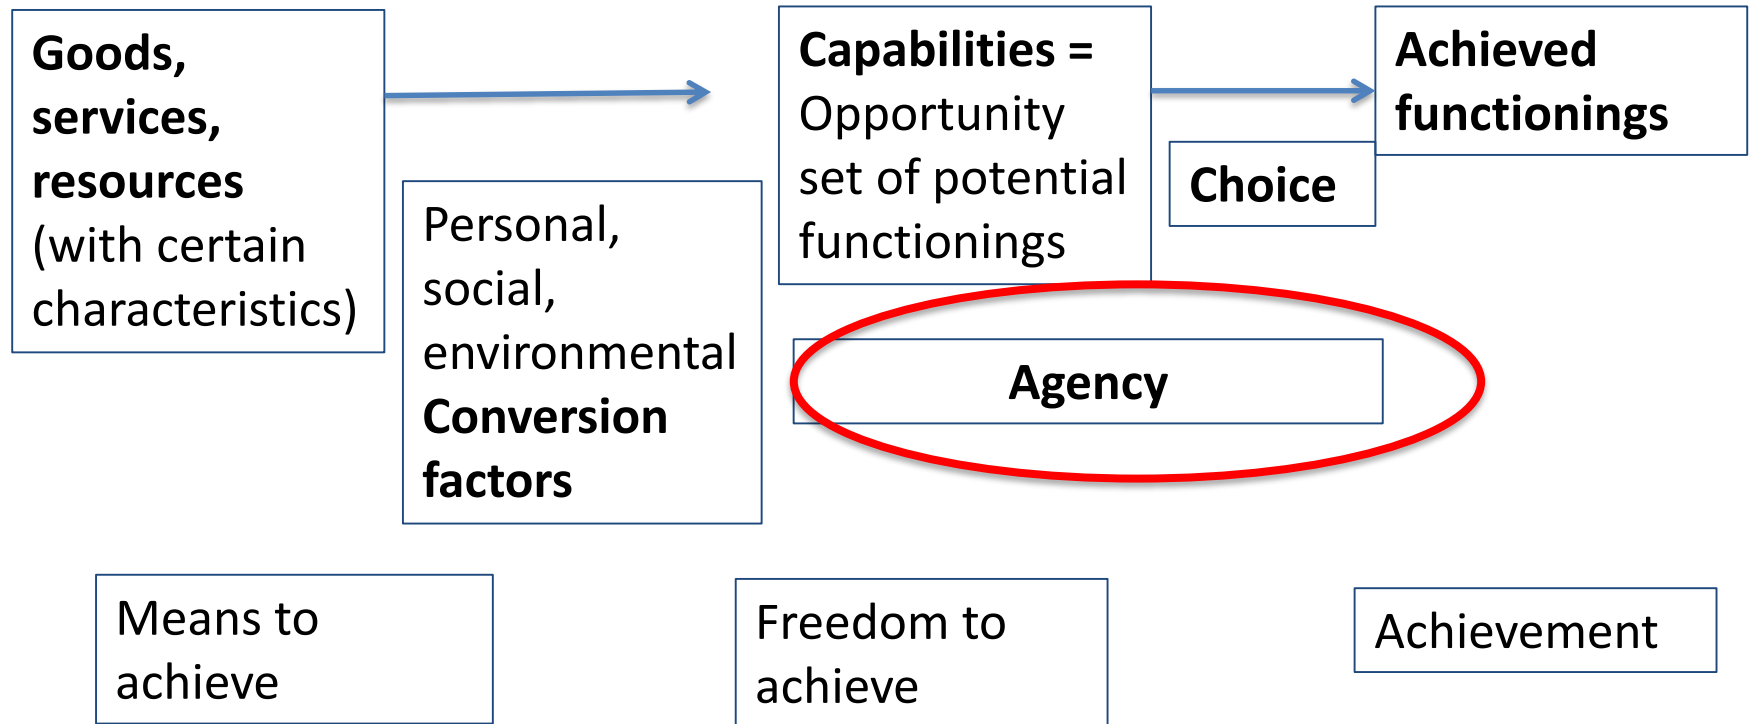 Goods,
services,
resources
(with certain
characteristics)
Personal,
social,
environmental
Conversion
factors
Capabilities =
Opportunity
set of potential
functionings
Choice
Achieved
functionings
Agency
Means to
achieve
Freedom to
achieve
Achievement